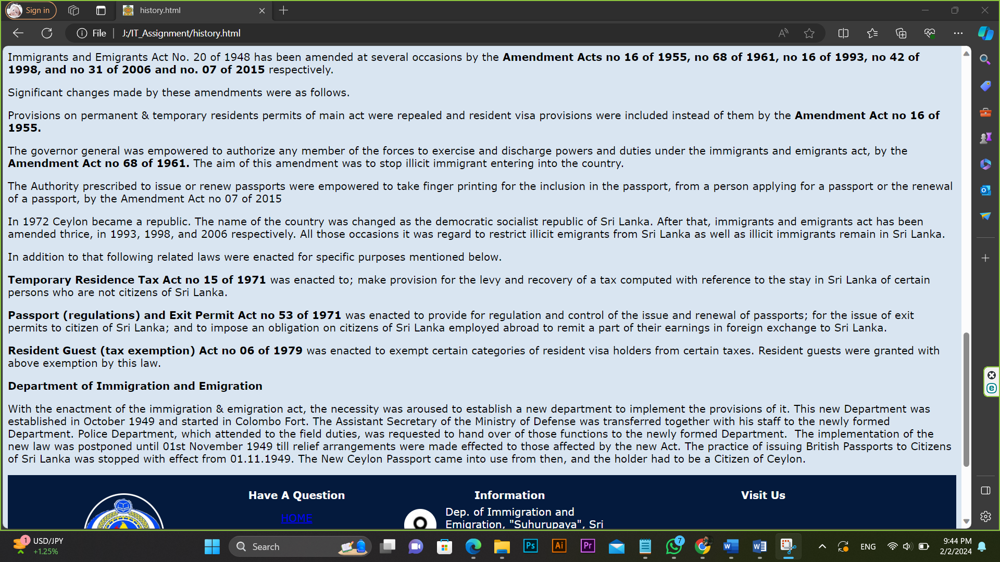 Sign in
history.html
File
J:/IT_Assignment/history.html
Immigrants and Emigrants Act No. 20 of 1948 has been amended at several occasions by the Amendment Acts no 16 of 1955, no 68 of 1961, no 16 of 1993, no 42 of
1998, and no 31 of 2006 and no. 07 of 2015 respectively.
Significant changes made by these amendments were as follows.
Provisions on permanent & temporary residents permits of main act were repealed and resident visa provisions were included instead of them by the Amendment Act no 16 of
1955.
The governor general was empowered to authorize any member of the forces to exercise and discharge powers and duties under the immigrants and emigrants act, by the
Amendment Act no 68 of 1961. The aim of this amendment was to stop illicit immigrant entering into the country.
The Authority prescribed to issue or renew passports were empowered to take finger printing for the inclusion in the passport, from a person applying for a passport or the renewal
of a passport, by the Amendment Act no 07 of 2015
In 1972 Ceylon became a republic. The name of the country was changed as the democratic socialist republic of Sri Lanka. After that, immigrants and emigrants act has been
amended thrice, in 1993, 1998, and 2006 respectively. All those occasions it was regard to restrict illicit emigrants from Sri Lanka as well as illicit immigrants remain in Sri Lanka.
In addition to that following related laws were enacted for specific purposes mentioned below.
Temporary Residence Tax Act no 15 of 1971 was enacted to; make provision for the levy and recovery of a tax computed with reference to the stay in Sri Lanka of certain
persons who are not citizens of Sri Lanka.
Passport (regulations) and Exit Permit Act no 53 of 1971 was enacted to provide for regulation and control of the issue and renewal of passports; for the issue of exit
permits to citizen of Sri Lanka; and to impose an obligation on citizens of Sri Lanka employed abroad to remit a part of their earnings in foreign exchange to Sri Lanka.
Resident Guest (tax exemption) Act no 06 of 1979 was enacted to exempt certain categories of resident visa holders from certain taxes. Resident guests were granted with
above exemption by this law.
Department of Immigration and Emigration
With the enactment of the immigration & emigration act, the necessity was aroused to establish a new department to implement the provisions of it. This new Department was
established in October 1949 and started in Colombo Fort. The Assistant Secretary of the Ministry of Defense was transferred together with his staff to the newly formed
Department. Police Department, which attended to the field duties, was requested to hand over of those functions to the newly formed Department.  The implementation of the
new law was postponed until 01st November 1949 till relief arrangements were made effected to those affected by the new Act. The practice of issuing British Passports to Citizens
of Sri Lanka was stopped with effect from 01.11.1949. The New Ceylon Passport came into use from then, and the holder had to be a Citizen of Ceylon.
Have A Question
HOME
Information
Dep. of Immigration and
Emigration, "Suhurupaya", Sri
Visit Us
1
USD/JPY
+1.25%
Search
Ps
Ai
Pr
7
W
W
ENG
9:44 PM
2/2/2024